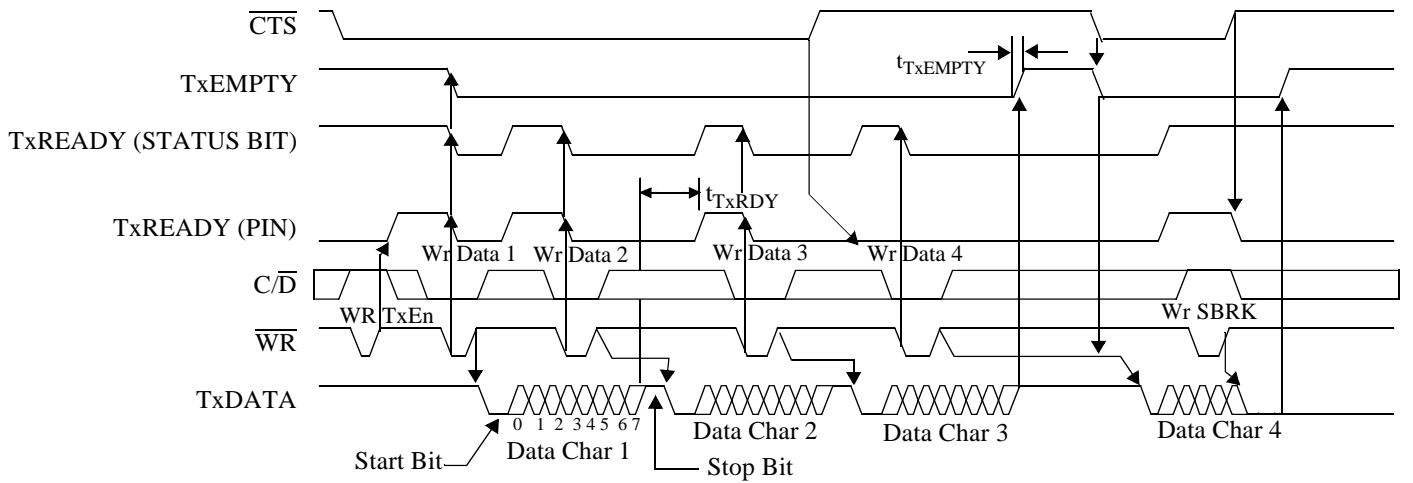 CTS
tTxEMPTY
TxEMPTY
TxREADY (STATUS BIT)
tTxRDY
TxREADY (PIN)
Wr Data 1 Wr Data 2 Wr Data 3 Wr Data 4
C/D
WR TxEn Wr SBRK
WR
TxDATA
0 1 2 3 4 5 6 7
Data Char 1 Data Char 2 Data Char 3 Data Char 4
Start Bit Stop Bit